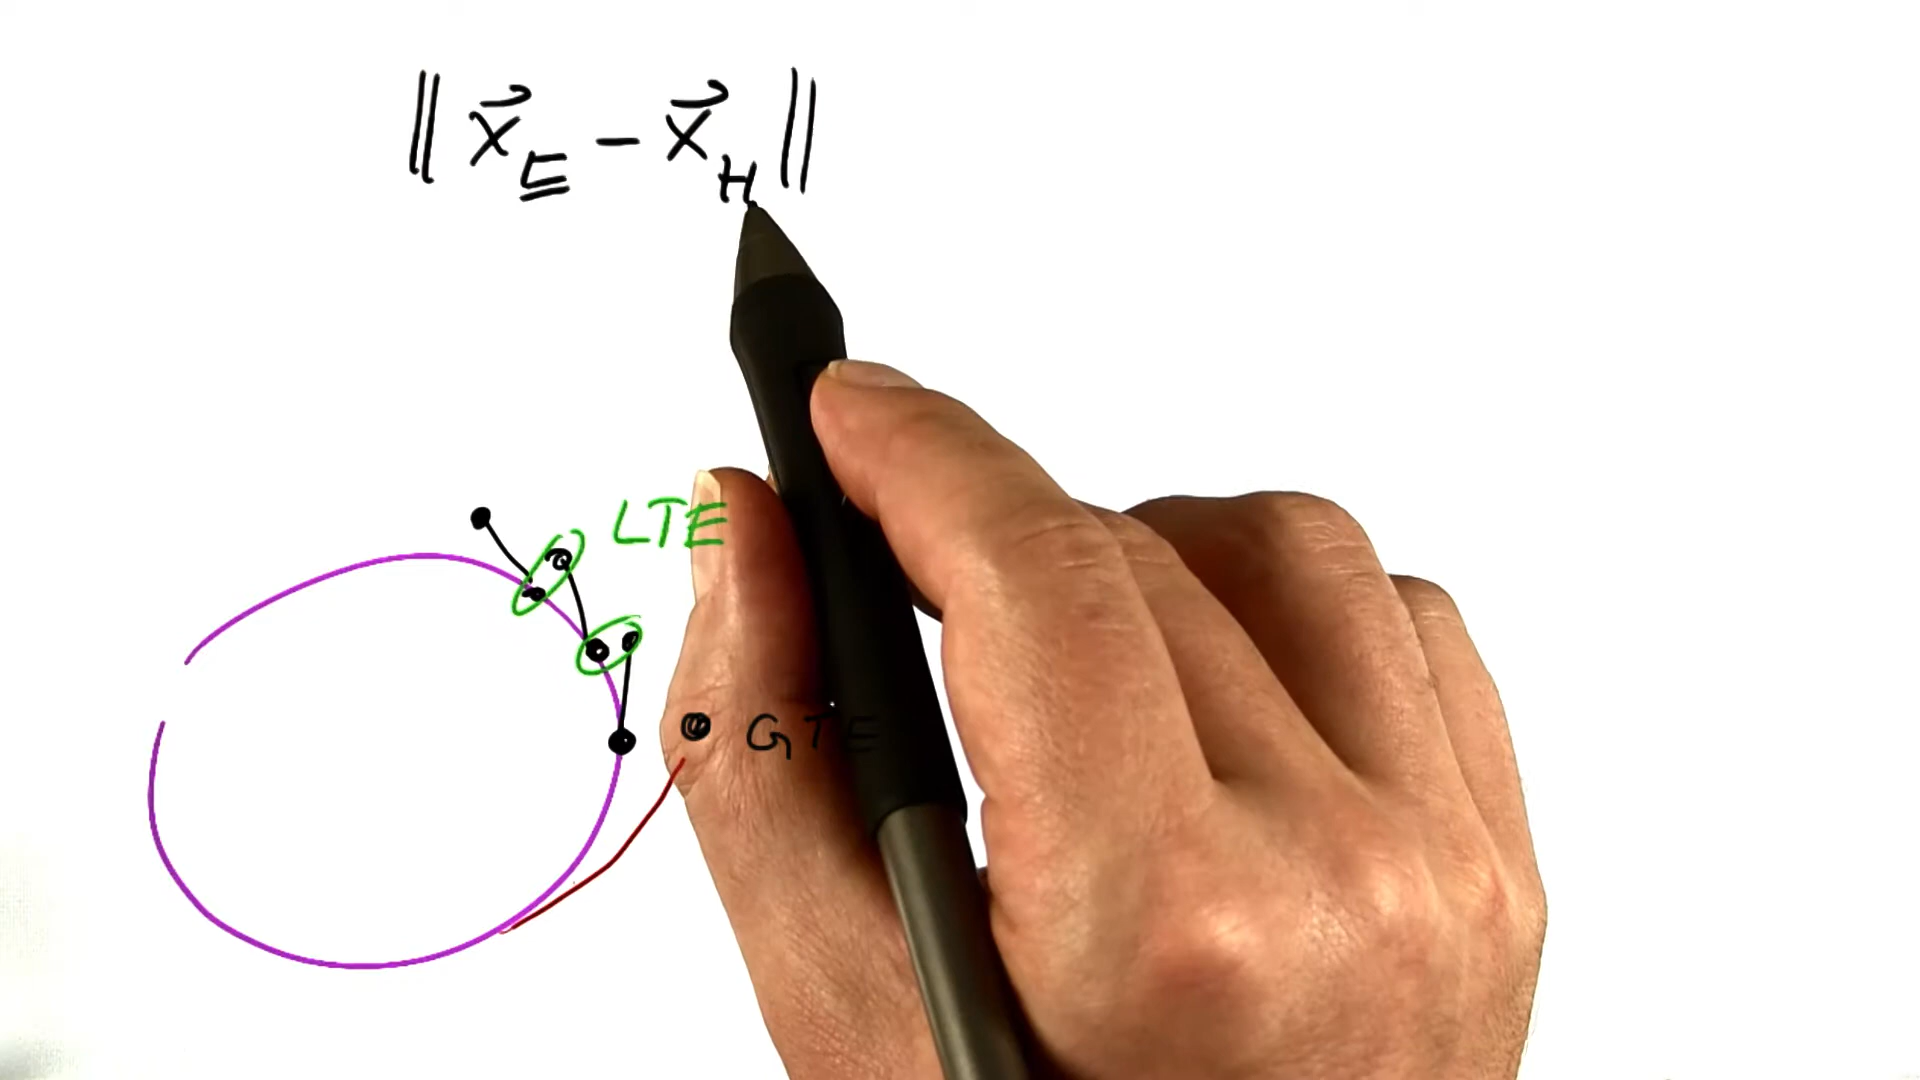 ‖ x⃗_E − x⃗_H ‖
LTE
GTE